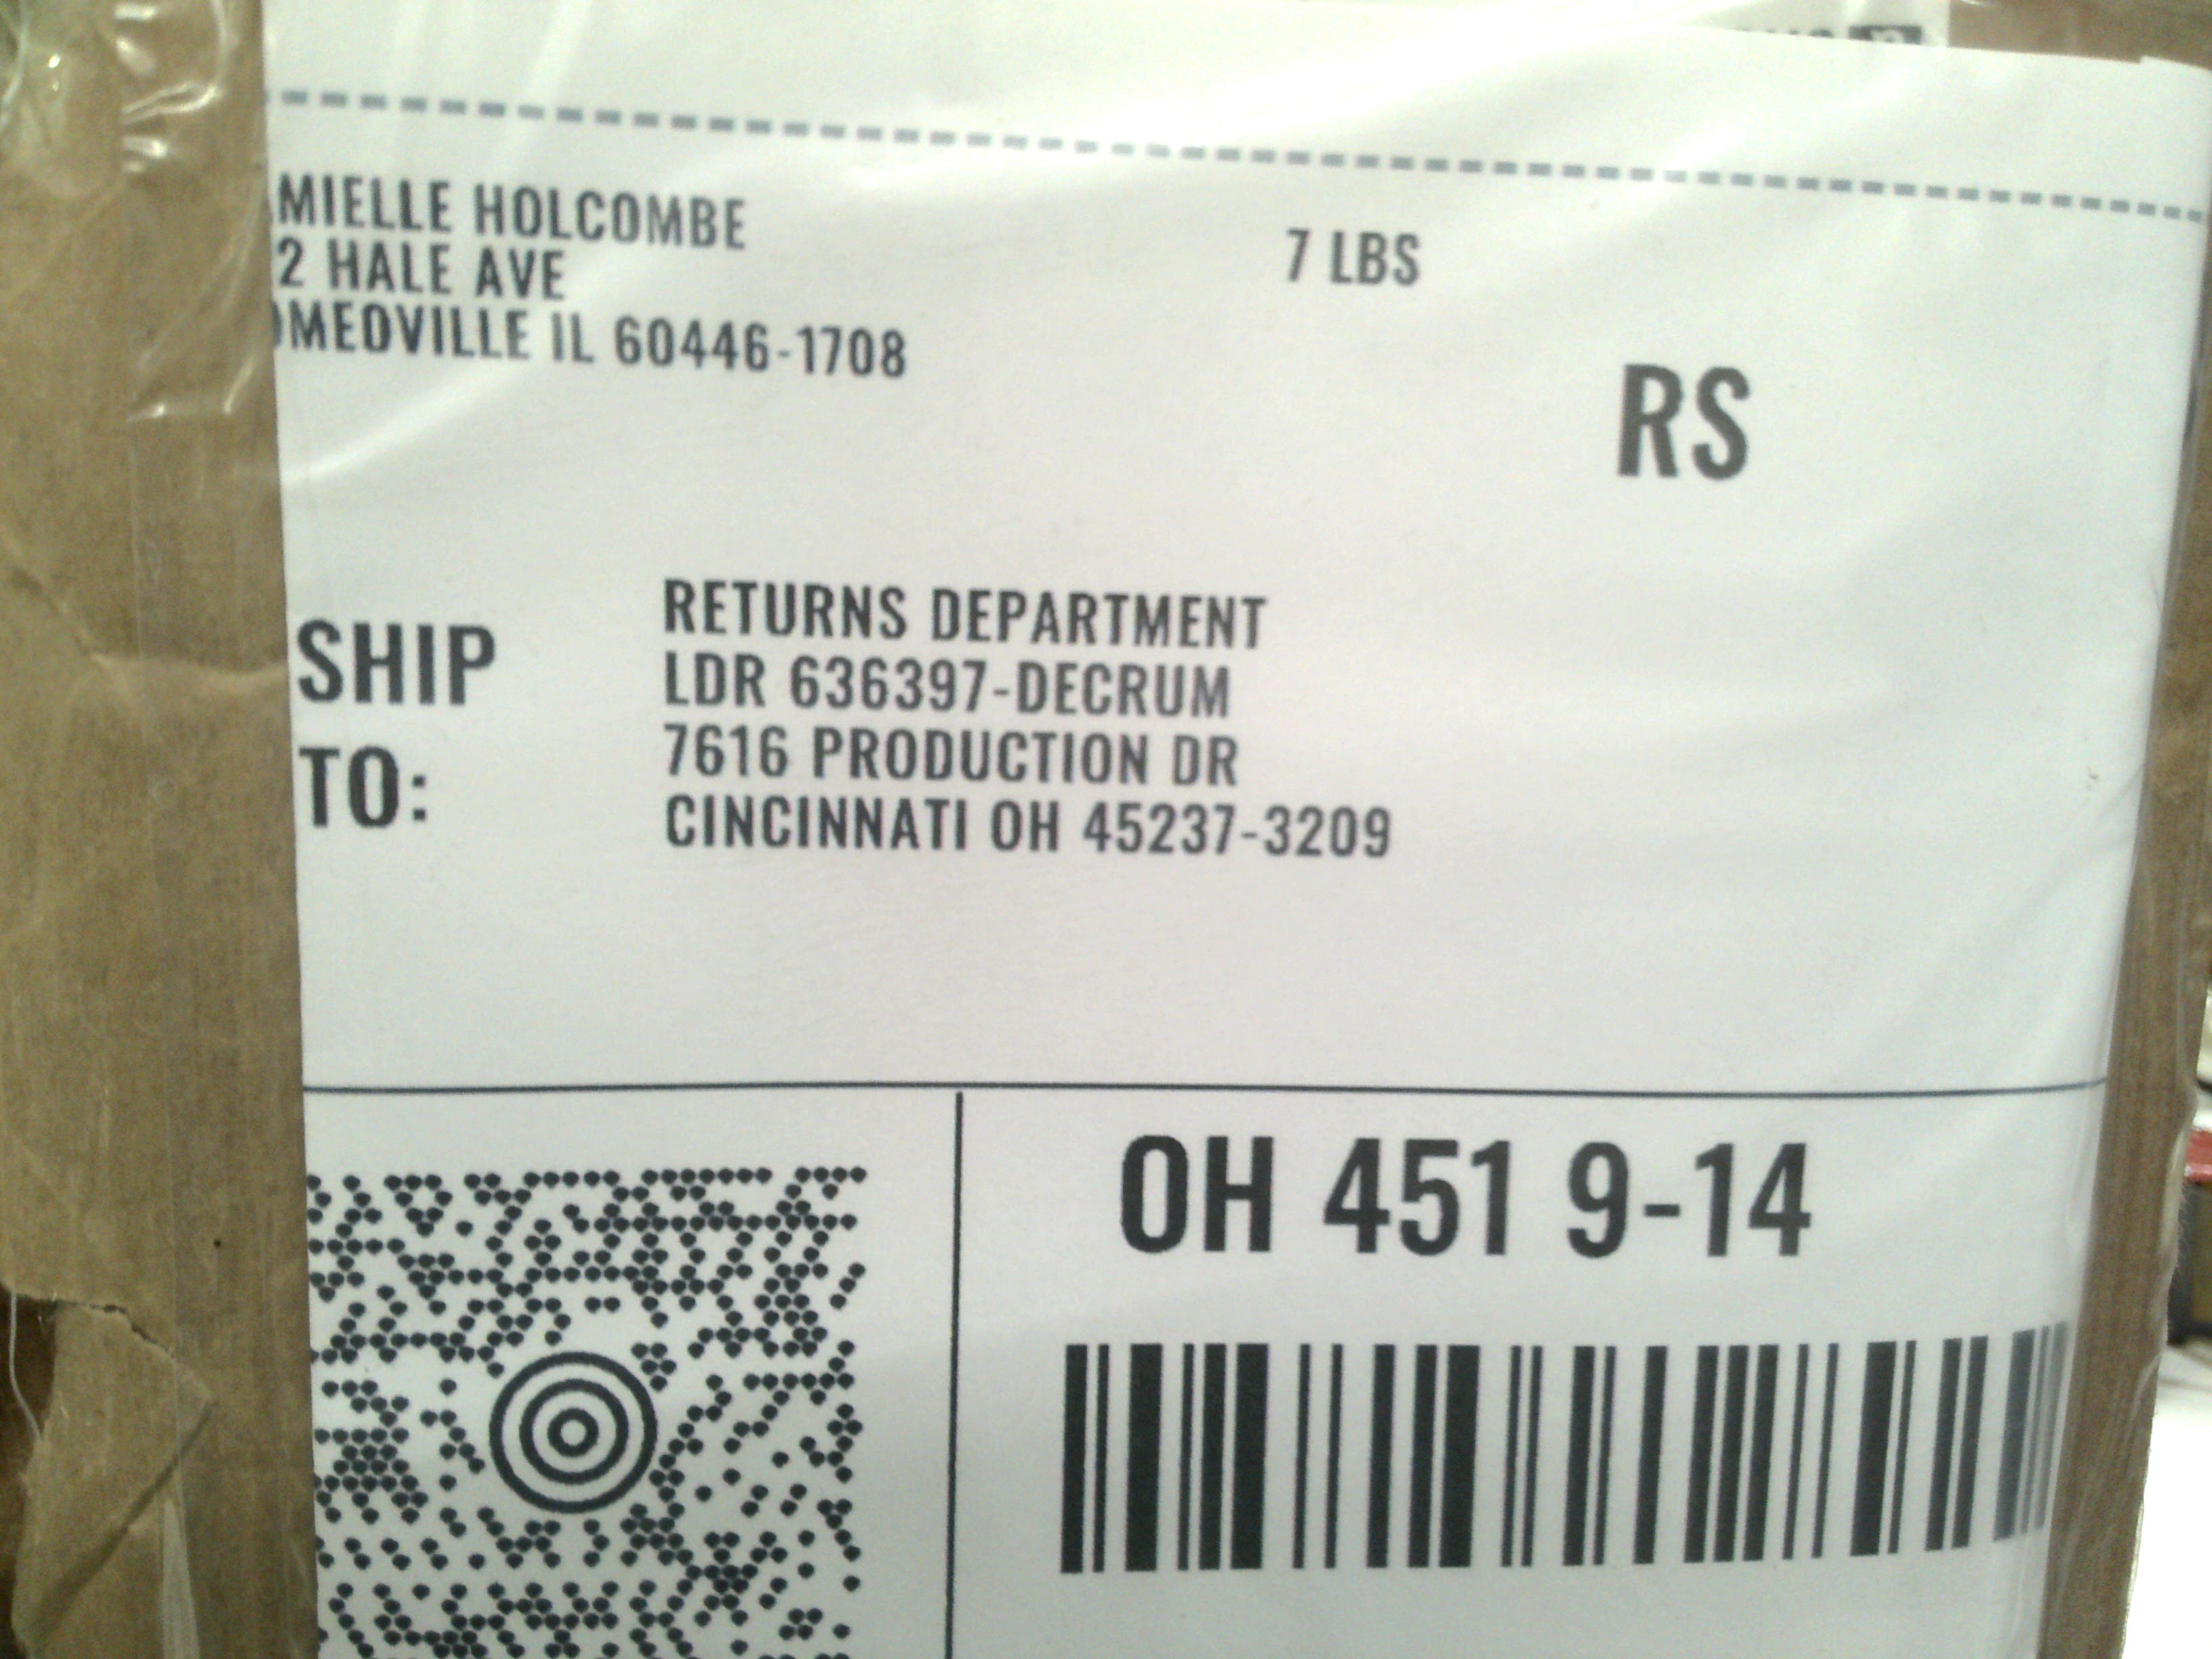 MIELLE HOLCOMBE
2 HALE AVE
OMEOVILLE IL 60446-1708
7 LBS
RS
SHIP TO:
RETURNS DEPARTMENT
LDR 636397-DECRUM
7616 PRODUCTION DR
CINCINNATI OH 45237-3209
OH 451 9-14